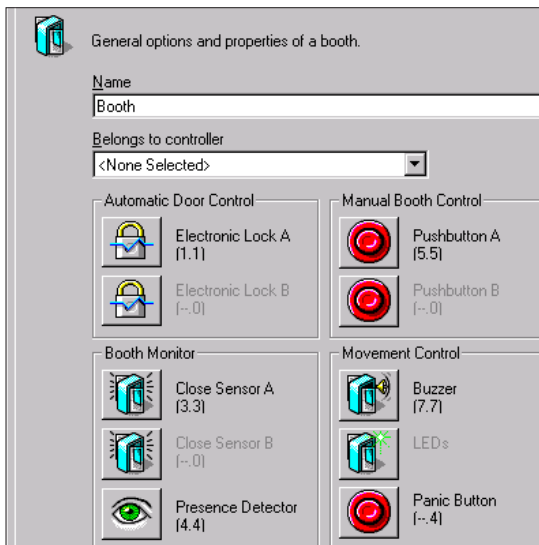 General options and properties of a booth.
Name
Booth
Belongs to controller
<None Selected>
Automatic Door Control
Electronic Lock A
(1.1)
Electronic Lock B
(--.0)
Manual Booth Control
Pushbutton A
(5.5)
Pushbutton B
(--.0)
Booth Monitor
Close Sensor A
(3.3)
Close Sensor B
(--.0)
Presence Detector
(4.4)
Movement Control
Buzzer
(7.7)
LEDs
Panic Button
(--.4)